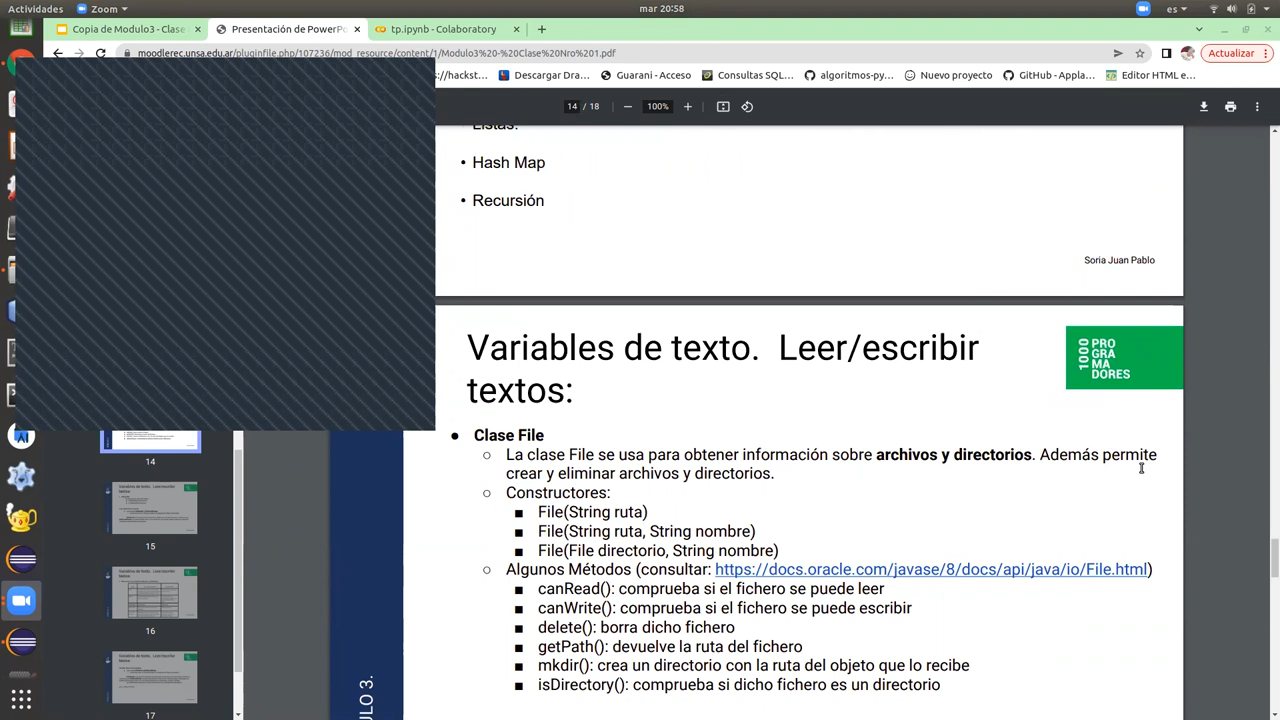 Actividades
Zoom
mar 20:58
es
Copia de Modulo3 - Clase
Presentación de PowerPo
tp.ipynb - Colaboratory
moodlerec.unsa.edu.ar/pluginfile.php/107236/mod_resource/content/1/Modulo3%20-%20Clase%20Nro%201.pdf
Actualizar
://hackst...
Descargar Dra...
Guarani - Acceso
Consultas SQL...
algoritmos-py...
Nuevo proyecto
GitHub - Appla...
Editor HTML e...
14 / 18
100%
Listas.
• Hash Map
• Recursión
Soria Juan Pablo
Variables de texto. Leer/escribir
textos:
1000 PRO
GRA
MA
DORES
● Clase File
○ La clase File se usa para obtener información sobre archivos y directorios. Además permite
crear y eliminar archivos y directorios.
○ Constructores:
■ File(String ruta)
■ File(String ruta, String nombre)
■ File(File directorio, String nombre)
○ Algunos Metodos (consultar: https://docs.oracle.com/javase/8/docs/api/java/io/File.html)
■ canRead(): comprueba si el fichero se puede leer
■ canWrite(): comprueba si el fichero se puede escribir
■ delete(): borra dicho fichero
■ getPath(): devuelve la ruta del fichero
■ mkdir(): crea un directorio con la ruta del objeto que lo recibe
■ isDirectory(): comprueba si dicho fichero es un directorio
ULO 3.
14
15
16
17